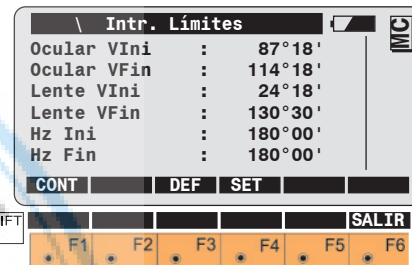 \ Intr. Límites
MC
Ocular VIni : 87°18'
Ocular VFin : 114°18'
Lente VIni : 24°18'
Lente VFin : 130°30'
Hz Ini : 180°00'
Hz Fin : 180°00'
CONT DEF SET
IFT SALIR
F1 F2 F3 F4 F5 F6